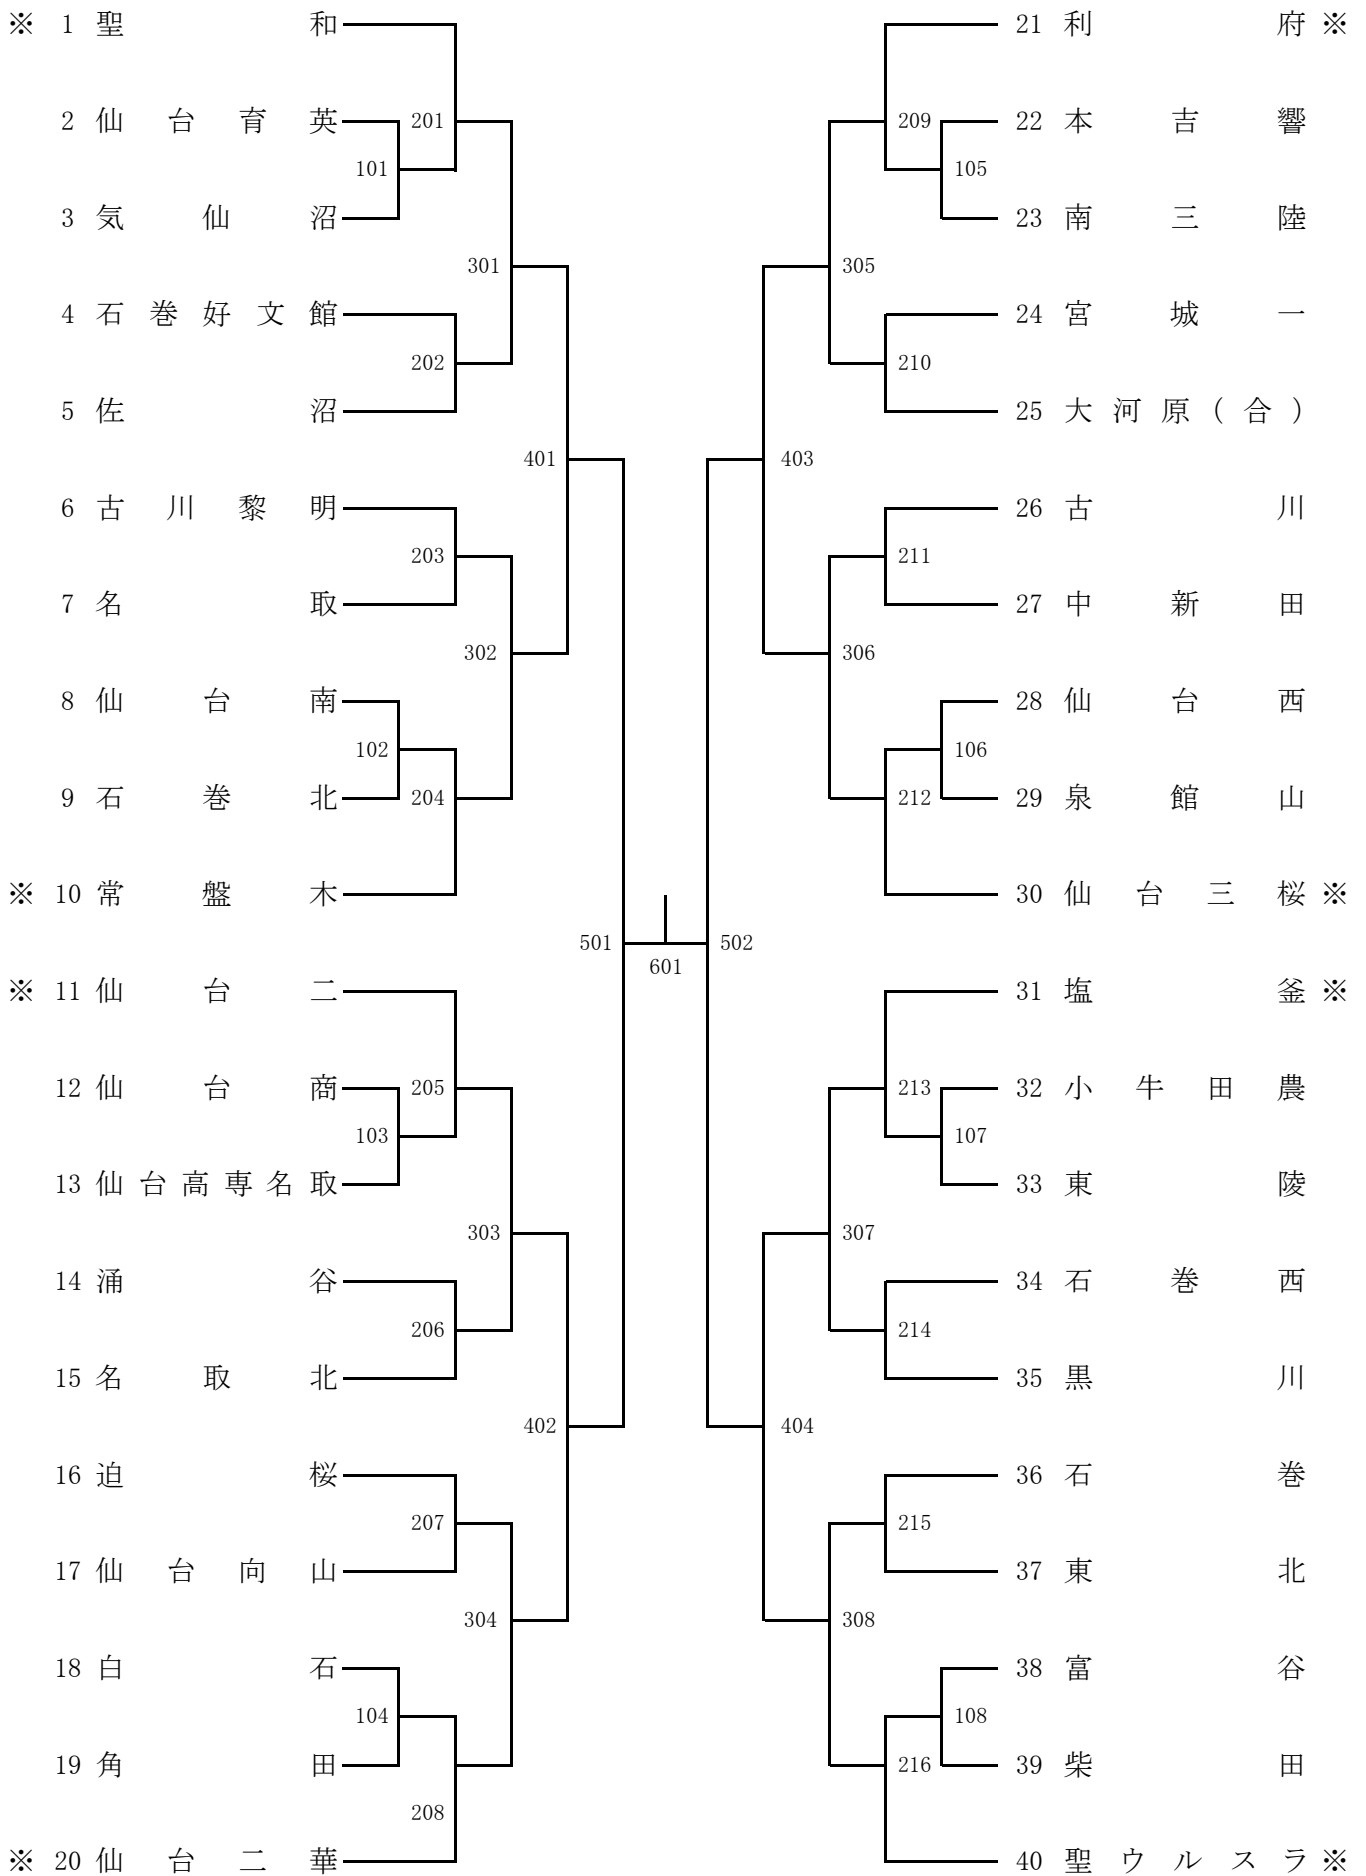 ※ 1 聖和 21 利府 ※
2 仙台育英 201 209 22 本吉響
101 105
3 気仙沼 23 南三陸
301 305
4 石巻好文館 24 宮城一
202 210
5 佐沼 25 大河原(合)
401 403
6 古川黎明 26 古川
203 211
7 名取 27 中新田
302 306
8 仙台南 28 仙台西
102 106
9 石巻北 204 212 29 泉館山
※ 10 常盤木 30 仙台三桜 ※
501 502
601
※ 11 仙台二 31 塩釜 ※
12 仙台商 205 213 32 小牛田農
103 107
13 仙台高専名取 33 東陵
303 307
14 涌谷 34 石巻西
206 214
15 名取北 35 黒川
402 404
16 迫桜 36 石巻
207 215
17 仙台向山 37 東北
304 308
18 白石 38 富谷
104 108
19 角田 216 39 柴田
208
※ 20 仙台二華 40 聖ウルスラ ※